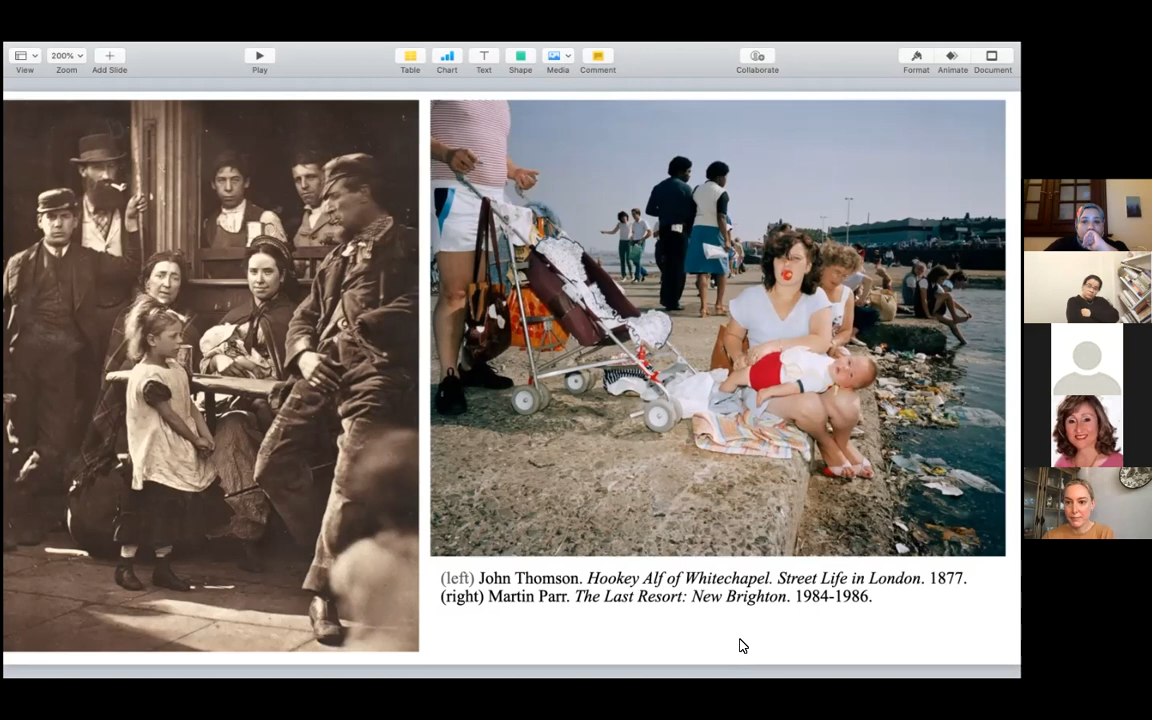 200%
View
Zoom
Add Slide
Play
Table
Chart
Text
Shape
Media
Comment
Collaborate
Format
Animate
Document
(left) John Thomson. Hookey Alf of Whitechapel. Street Life in London. 1877.
(right) Martin Parr. The Last Resort: New Brighton. 1984-1986.